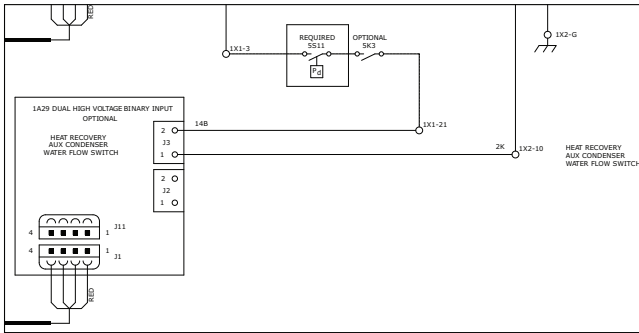 RED
REQUIRED
5S11
Pd
OPTIONAL
5K3
1X1-3
1X2-G
1A29 DUAL HIGH VOLTAGE BINARY INPUT
OPTIONAL
HEAT RECOVERY
AUX CONDENSER
WATER FLOW SWITCH
2
J3
1
14B
1X1-21
2K
1X2-10
HEAT RECOVERY
AUX CONDENSER
WATER FLOW SWITCH
2
J2
1
J11
4
1
4
1
J1
RED